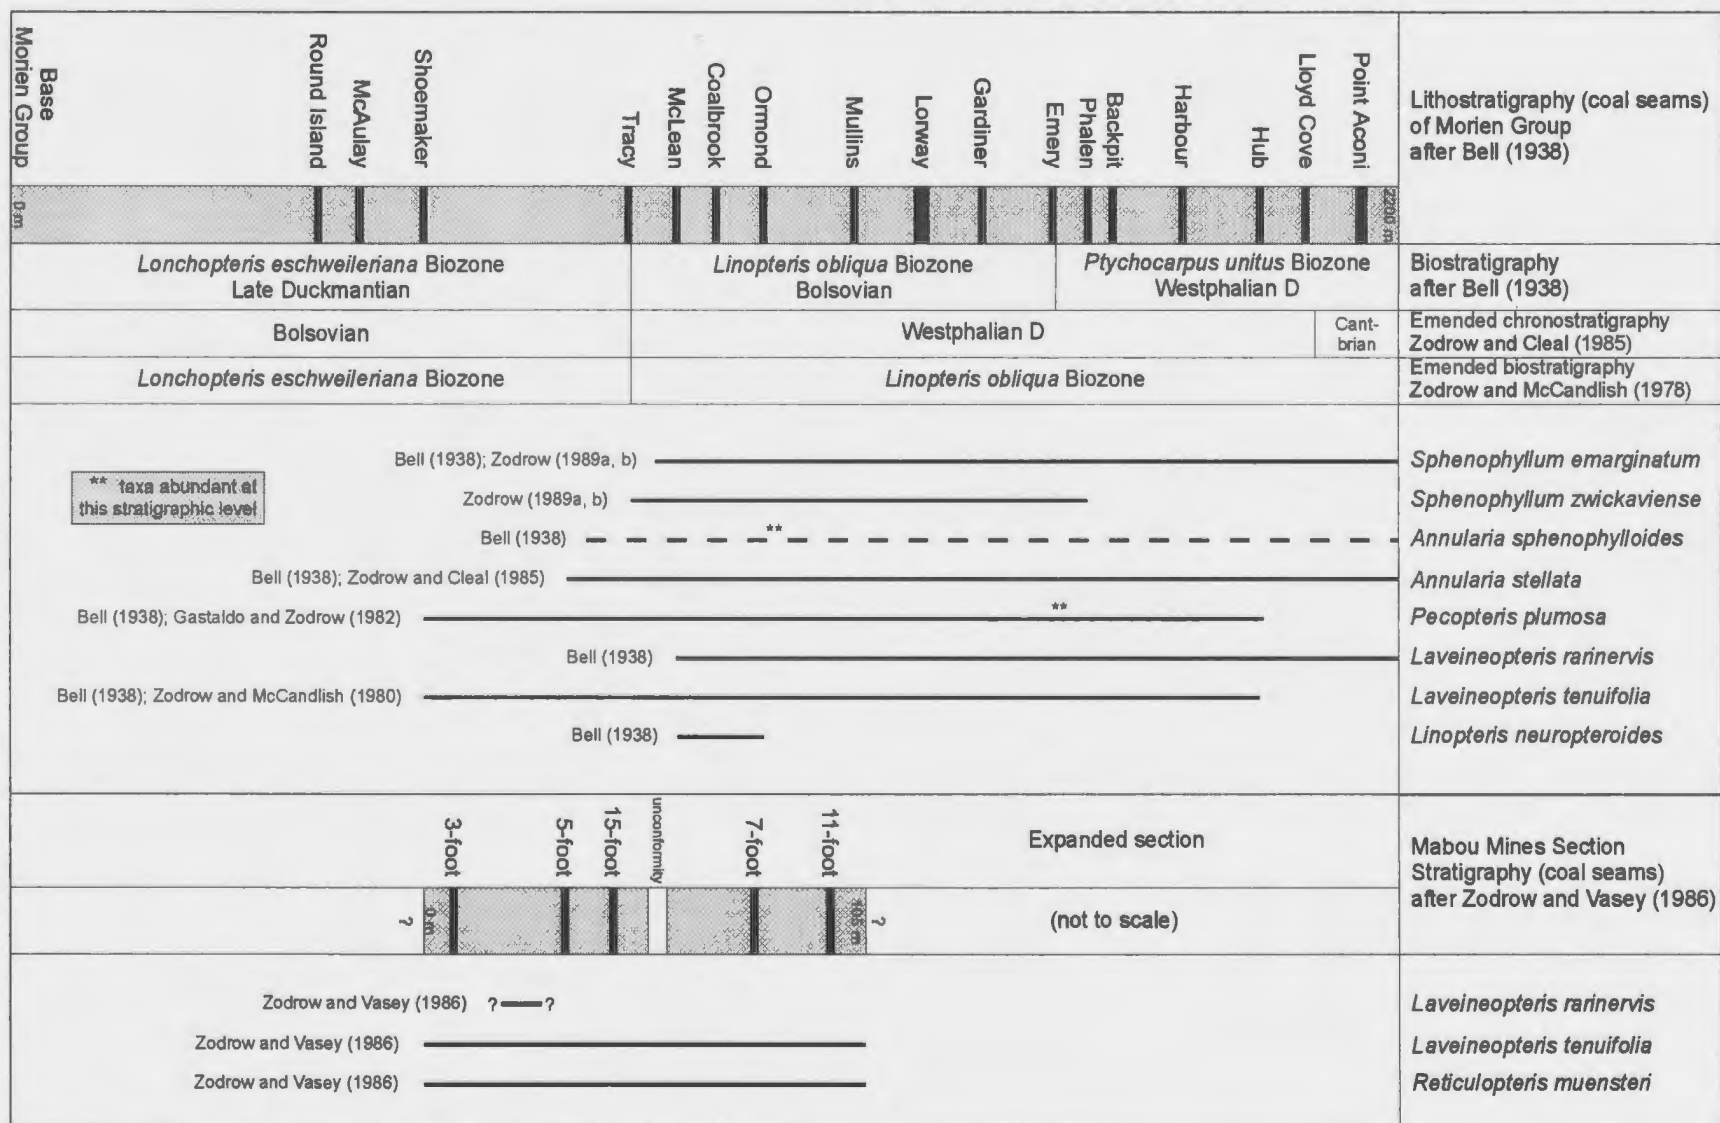 Base
Morien Group
Round Island
McAulay
Shoemaker
Tracy
McLean
Coalbrook
Ormond
Mullins
Lorway
Gardiner
Emery
Phalen
Backpit
Harbour
Hub
Lloyd Cove
Point Aconi
Lithostratigraphy (coal seams)
of Morien Group
after Bell (1938)
0 m
2200 m
Lonchopteris eschweileriana Biozone
Late Duckmantian
Linopteris obliqua Biozone
Bolsovian
Ptychocarpus unitus Biozone
Westphalian D
Biostratigraphy
after Bell (1938)
Bolsovian
Westphalian D
Cant-
brian
Emended chronostratigraphy
Zodrow and Cleal (1985)
Lonchopteris eschweileriana Biozone
Linopteris obliqua Biozone
Emended biostratigraphy
Zodrow and McCandlish (1978)
** taxa abundant at
this stratigraphic level
Bell (1938); Zodrow (1989a, b)
Sphenophyllum emarginatum
Zodrow (1989a, b)
Sphenophyllum zwickaviense
Bell (1938)
**
Annularia sphenophylloides
Bell (1938); Zodrow and Cleal (1985)
Annularia stellata
Bell (1938); Gastaldo and Zodrow (1982)
**
Pecopteris plumosa
Bell (1938)
Laveineopteris rarinervis
Bell (1938); Zodrow and McCandlish (1980)
Laveineopteris tenuifolia
Bell (1938)
Linopteris neuropteroides
3-foot
5-foot
15-foot
unconformity
7-foot
11-foot
Expanded section
Mabou Mines Section
Stratigraphy (coal seams)
after Zodrow and Vasey (1986)
?
0 m
105 m
?
(not to scale)
Zodrow and Vasey (1986) ? ?
Laveineopteris rarinervis
Zodrow and Vasey (1986)
Laveineopteris tenuifolia
Zodrow and Vasey (1986)
Reticulopteris muensteri